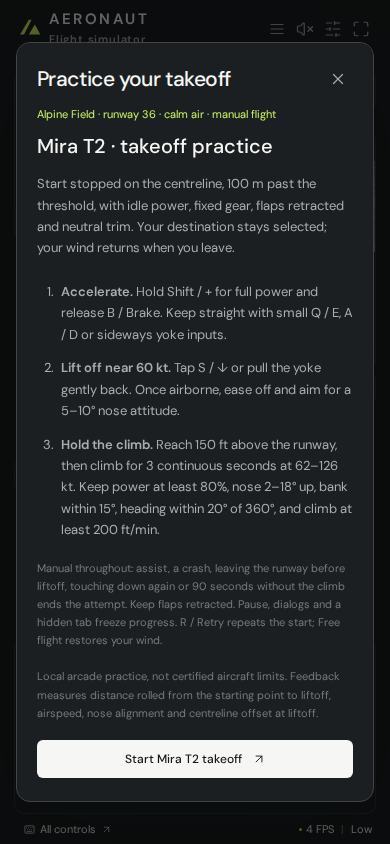 AERONAUT
Flight simulator
Practice your takeoff
Alpine Field · runway 36 · calm air · manual flight
Mira T2 · takeoff practice
Start stopped on the centreline, 100 m past the
threshold, with idle power, fixed gear, flaps retracted
and neutral trim. Your destination stays selected;
your wind returns when you leave.
1. Accelerate. Hold Shift / + for full power and
release B / Brake. Keep straight with small Q / E, A
/ D or sideways yoke inputs.
2. Lift off near 60 kt. Tap S / ↓ or pull the yoke
gently back. Once airborne, ease off and aim for a
5–10° nose attitude.
3. Hold the climb. Reach 150 ft above the runway,
then climb for 3 continuous seconds at 62–126
kt. Keep power at least 80%, nose 2–18° up, bank
within 15°, heading within 20° of 360°, and climb at
least 200 ft/min.
Manual throughout: assist, a crash, leaving the runway before
liftoff, touching down again or 90 seconds without the climb
ends the attempt. Keep flaps retracted. Pause, dialogs and a
hidden tab freeze progress. R / Retry repeats the start; Free
flight restores your wind.
Local arcade practice, not certified aircraft limits. Feedback
measures distance rolled from the starting point to liftoff,
airspeed, nose alignment and centreline offset at liftoff.
Start Mira T2 takeoff ↗
All controls ↗ • 4 FPS | Low